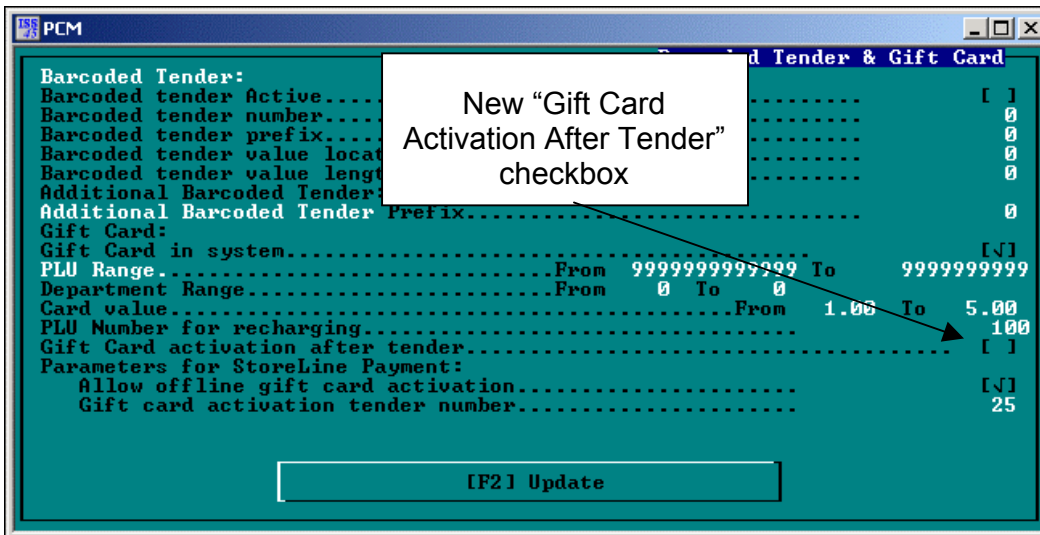 ISS 45 PCM
d Tender & Gift Card
Barcoded Tender:
New “Gift Card
Activation After Tender”
checkbox
Barcoded tender Active..... ......... [ ]
Barcoded tender number..... ......... 0
Barcoded tender prefix..... ......... 0
Barcoded tender value locat ......... 0
Barcoded tender value lengt ......... 0
Additional Barcoded Tender:
Additional Barcoded Tender Prefix.................................. 0
Gift Card:
Gift Card in system............................................. [√]
PLU Range.................................From 9999999999999 To 9999999999
Department Range..........................From 0 To 0
Card value..............................................From 1.00 To 5.00
PLU Number for recharging..................................... 100
Gift Card activation after tender........................................ [ ]
Parameters for StoreLine Payment:
Allow offline gift card activation........................ [√]
Gift card activation tender number........................ 25
[F2] Update